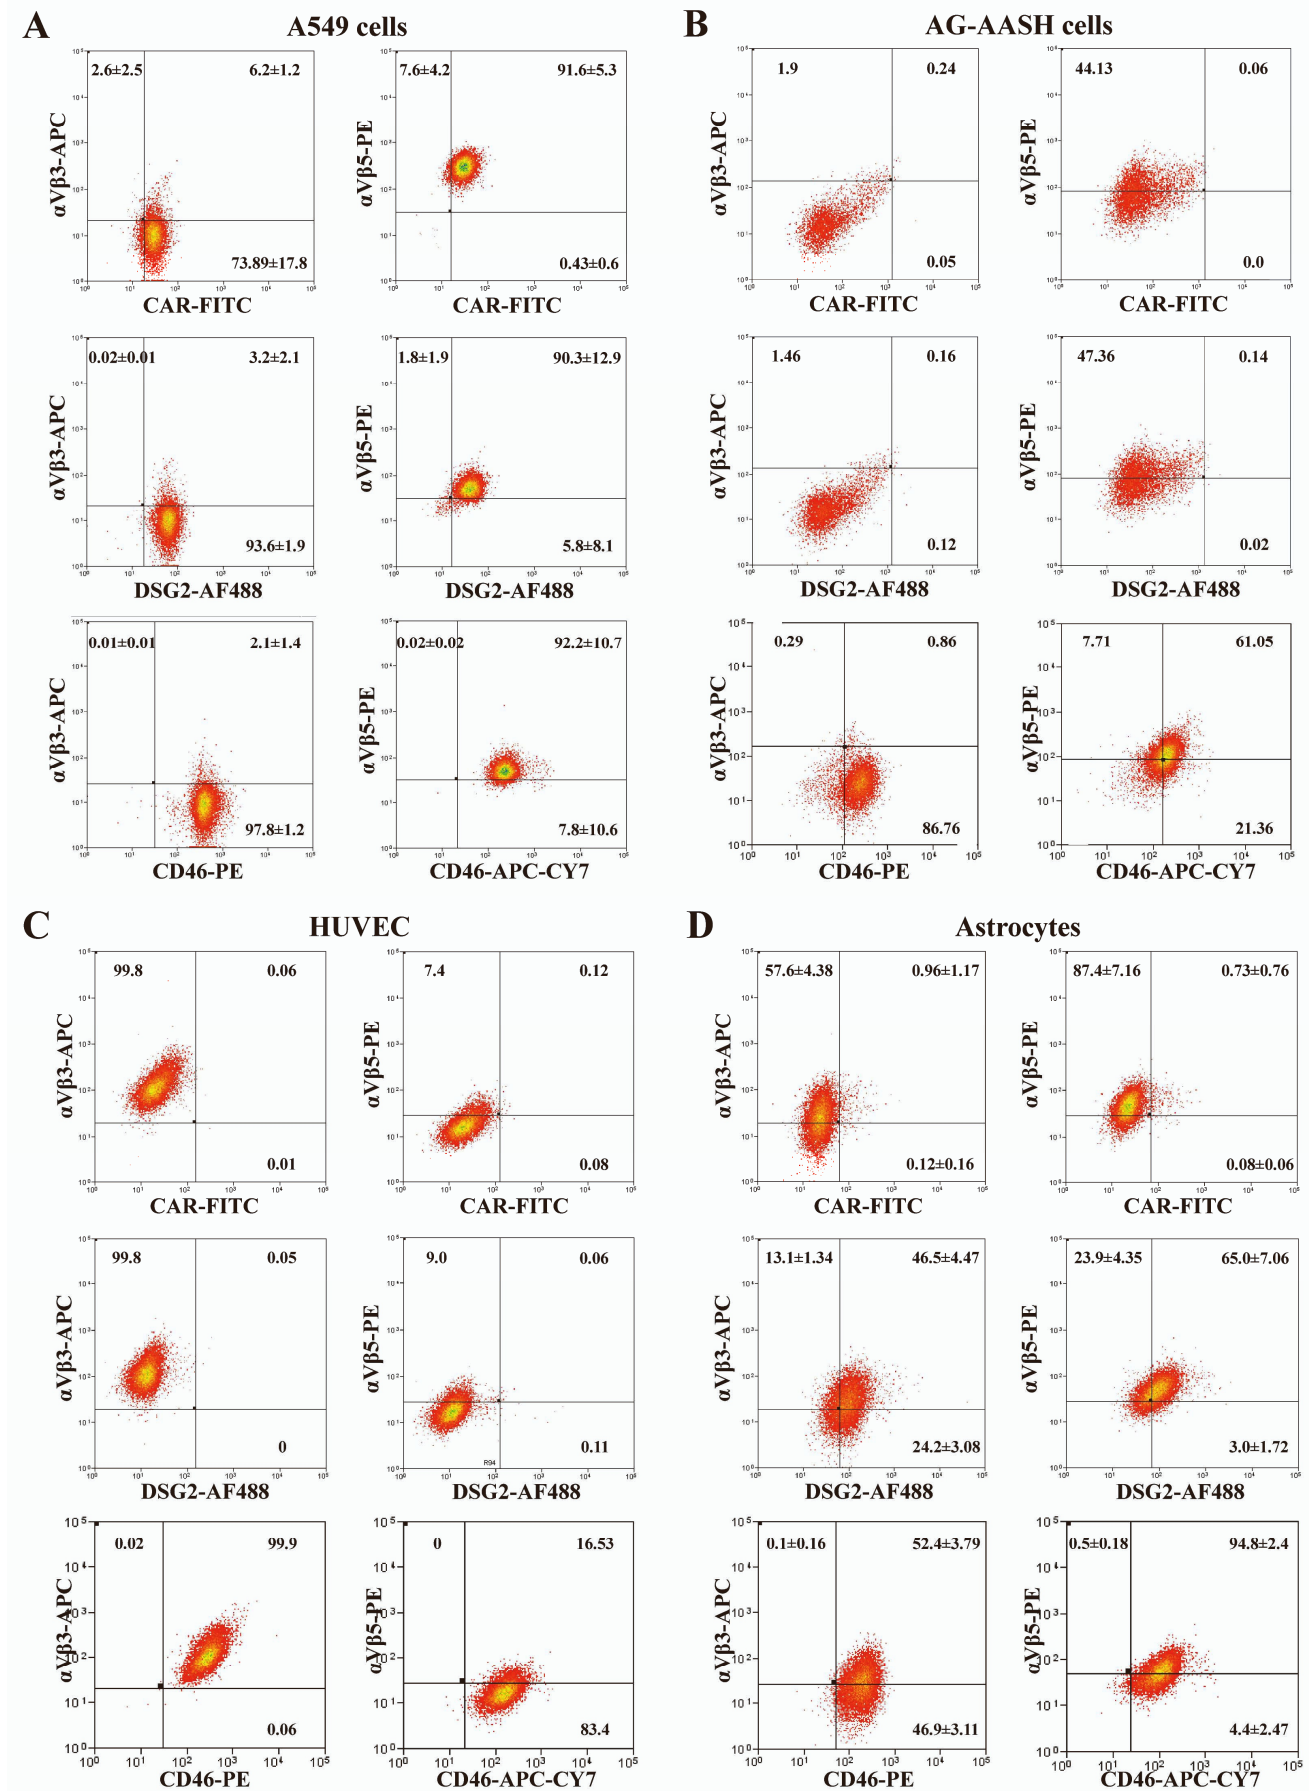 A
A549 cells
2.6±2.5
6.2±1.2
73.89±17.8
αVβ3-APC
CAR-FITC
7.6±4.2
91.6±5.3
0.43±0.6
αVβ5-PE
CAR-FITC
0.02±0.01
3.2±2.1
93.6±1.9
αVβ3-APC
DSG2-AF488
1.8±1.9
90.3±12.9
5.8±8.1
αVβ5-PE
DSG2-AF488
0.01±0.01
2.1±1.4
97.8±1.2
αVβ3-APC
CD46-PE
0.02±0.02
92.2±10.7
7.8±10.6
αVβ5-PE
CD46-APC-CY7
B
AG-AASH cells
1.9
0.24
0.05
αVβ3-APC
CAR-FITC
44.13
0.06
0.0
αVβ5-PE
CAR-FITC
1.46
0.16
0.12
αVβ3-APC
DSG2-AF488
47.36
0.14
0.02
αVβ5-PE
DSG2-AF488
0.29
0.86
86.76
αVβ3-APC
CD46-PE
7.71
61.05
21.36
αVβ5-PE
CD46-APC-CY7
C
HUVEC
99.8
0.06
0.01
αVβ3-APC
CAR-FITC
7.4
0.12
0.08
αVβ5-PE
CAR-FITC
99.8
0.05
0
αVβ3-APC
DSG2-AF488
9.0
0.06
0.11
R94
αVβ5-PE
DSG2-AF488
0.02
99.9
0.06
αVβ3-APC
CD46-PE
0
16.53
83.4
αVβ5-PE
CD46-APC-CY7
D
Astrocytes
57.6±4.38
0.96±1.17
0.12±0.16
αVβ3-APC
CAR-FITC
87.4±7.16
0.73±0.76
0.08±0.06
αVβ5-PE
CAR-FITC
13.1±1.34
46.5±4.47
24.2±3.08
αVβ3-APC
DSG2-AF488
23.9±4.35
65.0±7.06
3.0±1.72
αVβ5-PE
DSG2-AF488
0.1±0.16
52.4±3.79
46.9±3.11
αVβ3-APC
CD46-PE
0.5±0.18
94.8±2.4
4.4±2.47
αVβ5-PE
CD46-APC-CY7